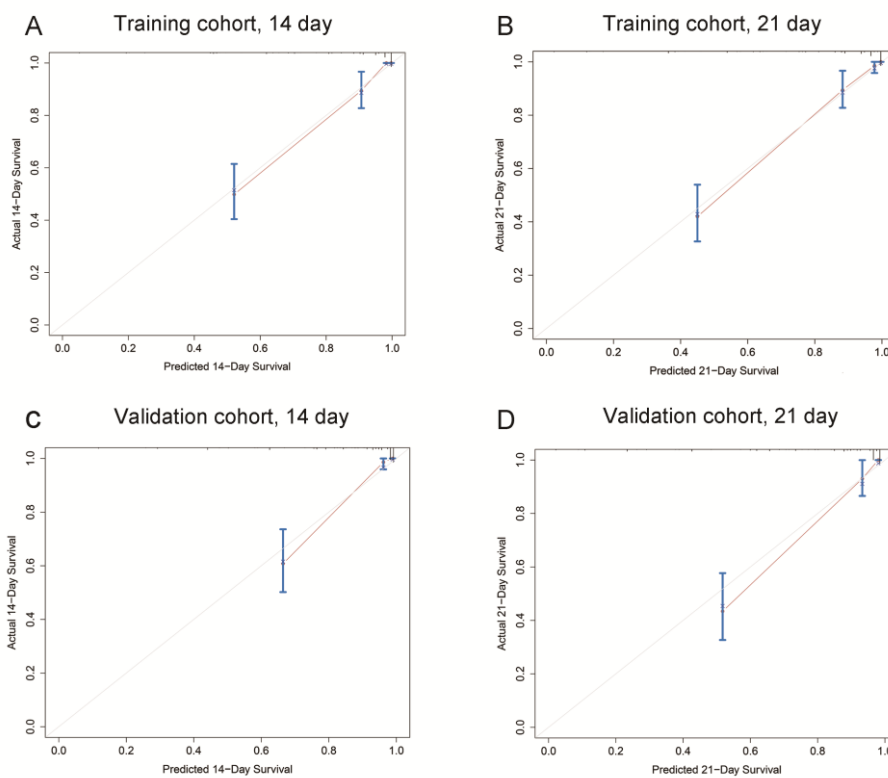 A
Training cohort, 14 day
Actual 14−Day Survival
1.0
0.8
0.6
0.4
0.2
0.0
0.0 0.2 0.4 0.6 0.8 1.0
Predicted 14−Day Survival
B
Training cohort, 21 day
Actual 21−Day Survival
1.0
0.8
0.6
0.4
0.2
0.0
0.0 0.2 0.4 0.6 0.8 1.0
Predicted 21−Day Survival
C
Validation cohort, 14 day
Actual 14−Day Survival
1.0
0.8
0.6
0.4
0.2
0.0
0.0 0.2 0.4 0.6 0.8 1.0
Predicted 14−Day Survival
D
Validation cohort, 21 day
Actual 21−Day Survival
1.0
0.8
0.6
0.4
0.2
0.0
0.0 0.2 0.4 0.6 0.8 1.0
Predicted 21−Day Survival